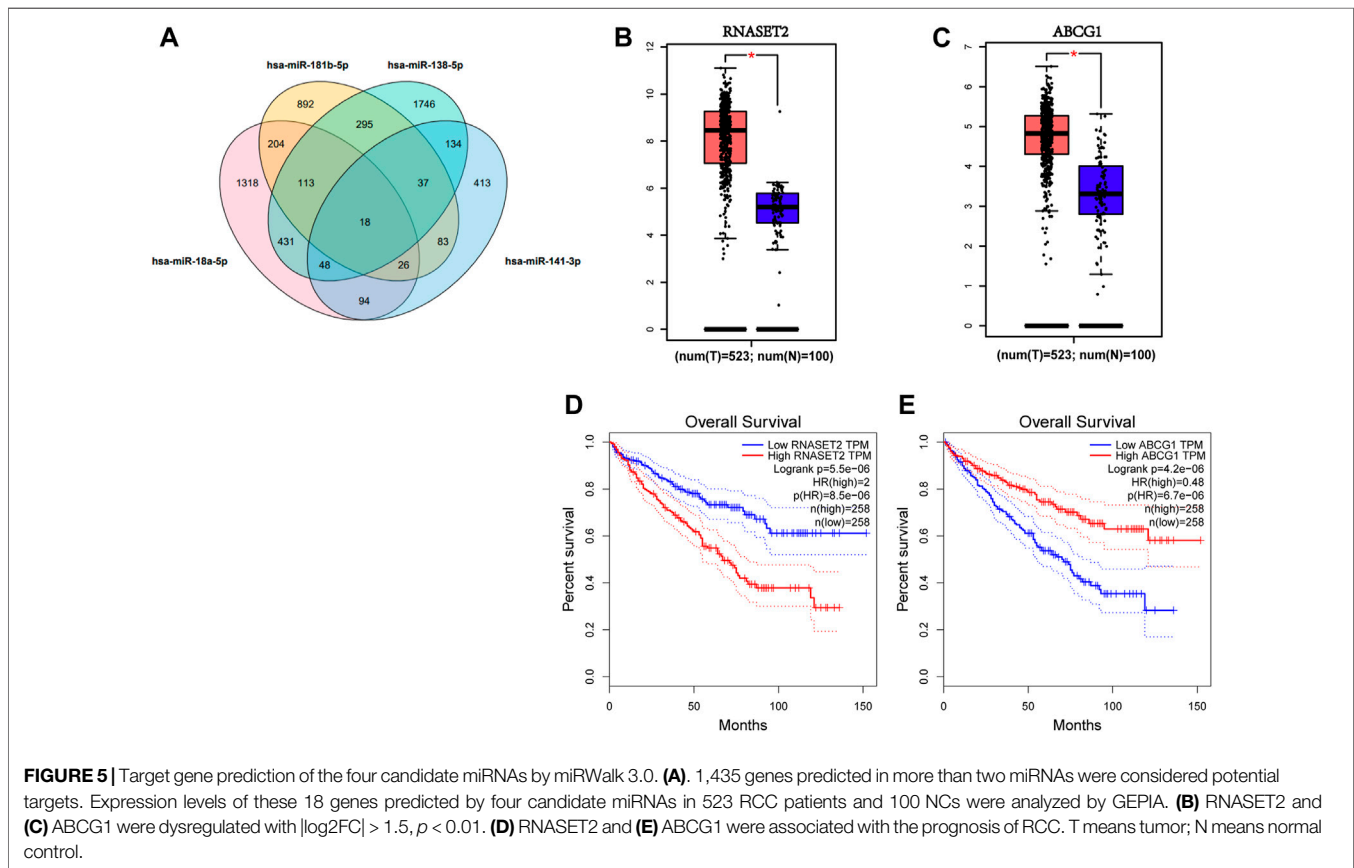 A
hsa-miR-181b-5p
hsa-miR-138-5p
892
1746
295
204
134
1318
113
37
413
18
431
83
hsa-miR-18a-5p
48
26
hsa-miR-141-3p
94
B
RNASET2
*
12
10
8
6
4
2
0
(num(T)=523; num(N)=100)
C
ABCG1
*
7
6
5
4
3
2
1
0
(num(T)=523; num(N)=100)
D
Overall Survival
Low RNASET2 TPM
High RNASET2 TPM
Logrank p=5.5e−06
HR(high)=2
p(HR)=8.5e−06
n(high)=258
n(low)=258
Percent survival
1.0
0.8
0.6
0.4
0.2
0.0
0 50 100 150
Months
E
Overall Survival
Low ABCG1 TPM
High ABCG1 TPM
Logrank p=4.2e−06
HR(high)=0.48
p(HR)=6.7e−06
n(high)=258
n(low)=258
Percent survival
1.0
0.8
0.6
0.4
0.2
0.0
0 50 100 150
Months
FIGURE 5 | Target gene prediction of the four candidate miRNAs by miRWalk 3.0. (A). 1,435 genes predicted in more than two miRNAs were considered potential
targets. Expression levels of these 18 genes predicted by four candidate miRNAs in 523 RCC patients and 100 NCs were analyzed by GEPIA. (B) RNASET2 and
(C) ABCG1 were dysregulated with |log2FC| > 1.5, p < 0.01. (D) RNASET2 and (E) ABCG1 were associated with the prognosis of RCC. T means tumor; N means normal
control.